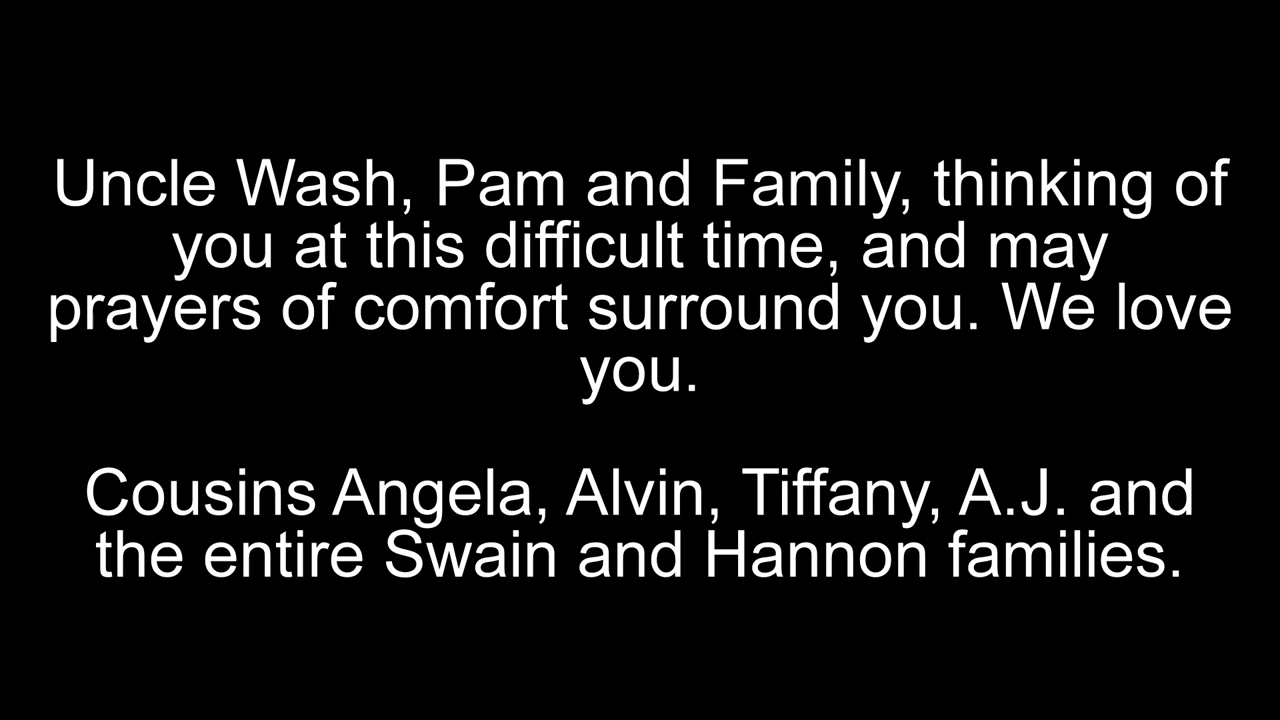 Uncle Wash, Pam and Family, thinking of
you at this difficult time, and may
prayers of comfort surround you. We love
you.
Cousins Angela, Alvin, Tiffany, A.J. and
the entire Swain and Hannon families.